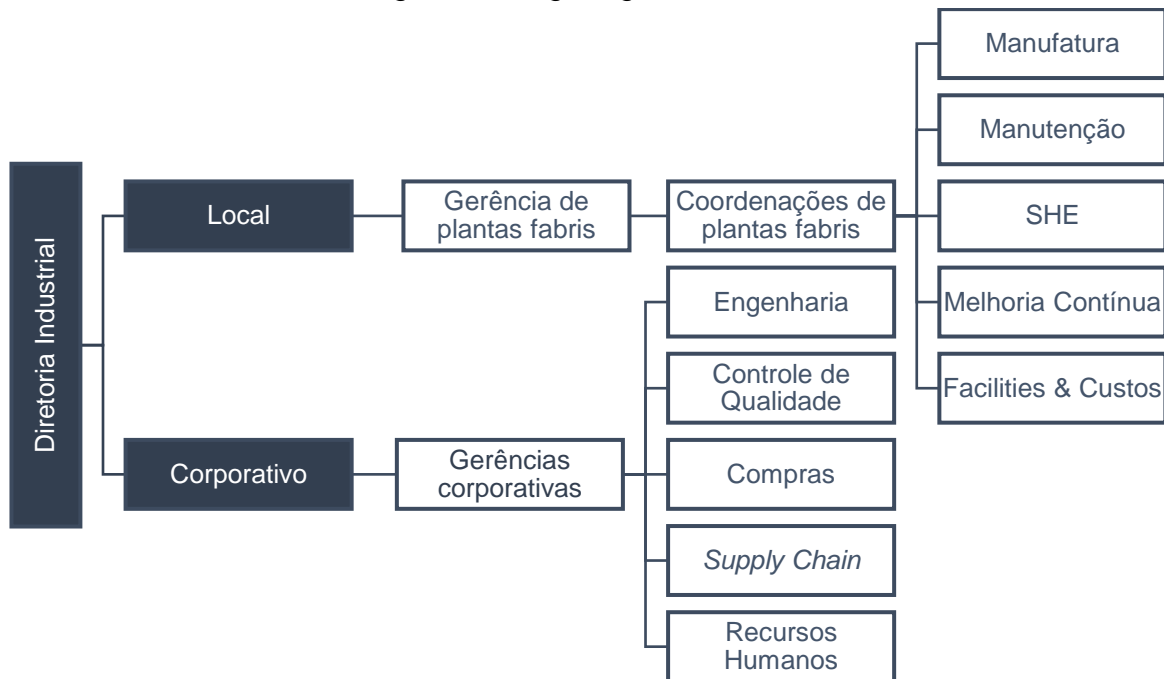 Manufatura
Manutenção
SHE
Melhoria Contínua
Facilities & Custos
Diretoria Industrial
Local
Gerência de
plantas fabris
Coordenações de
plantas fabris
Engenharia
Controle de
Qualidade
Corporativo
Gerências
corporativas
Compras
Supply Chain
Recursos
Humanos